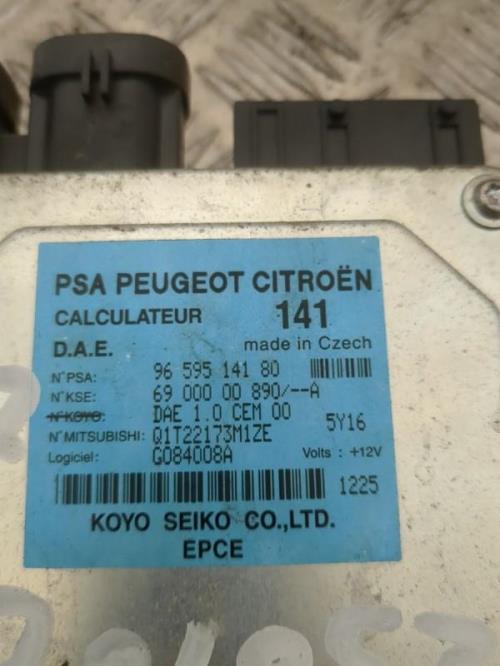 PSA PEUGEOT CITROËN
CALCULATEUR 141
D.A.E. made in Czech
N°PSA: 96 595 141 80
N°KSE: 69 000 00 890/--A
N°KOYO: DAE 1.0 CEM 00 5Y16
N°MITSUBISHI: Q1T22173M1ZE
Logiciel: G084008A Volts : +12V
1225
KOYO SEIKO CO.,LTD.
EPCE